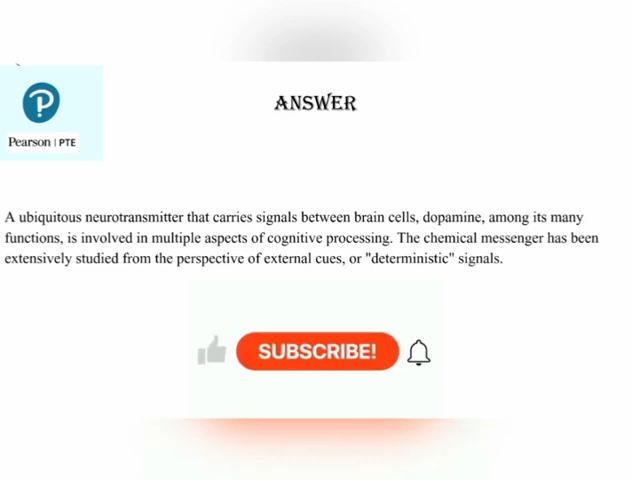 ANSWER
Pearson | PTE
A ubiquitous neurotransmitter that carries signals between brain cells, dopamine, among its many
functions, is involved in multiple aspects of cognitive processing. The chemical messenger has been
extensively studied from the perspective of external cues, or "deterministic" signals.
SUBSCRIBE!